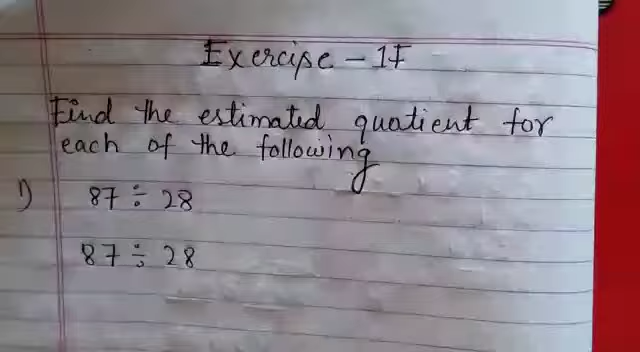 Exercise - 1F
Find the estimated quotient for
each of the following
1) 87 ÷ 28
87 ÷ 28